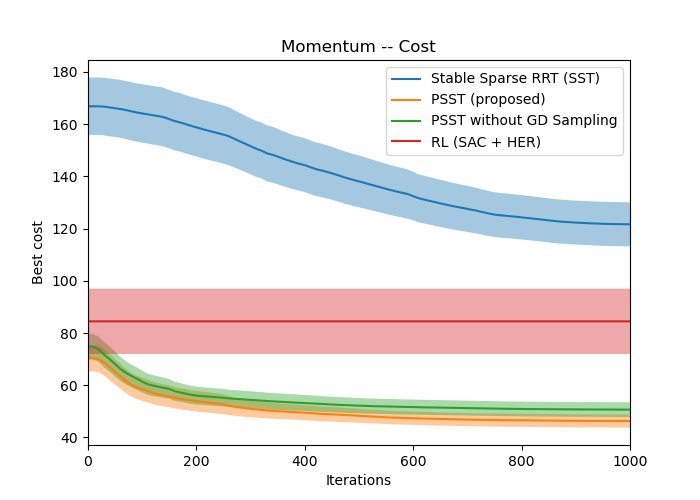 Momentum -- Cost
Stable Sparse RRT (SST)
PSST (proposed)
PSST without GD Sampling
RL (SAC + HER)
Best cost
180
160
140
120
100
80
60
40
0 200 400 600 800 1000
Iterations